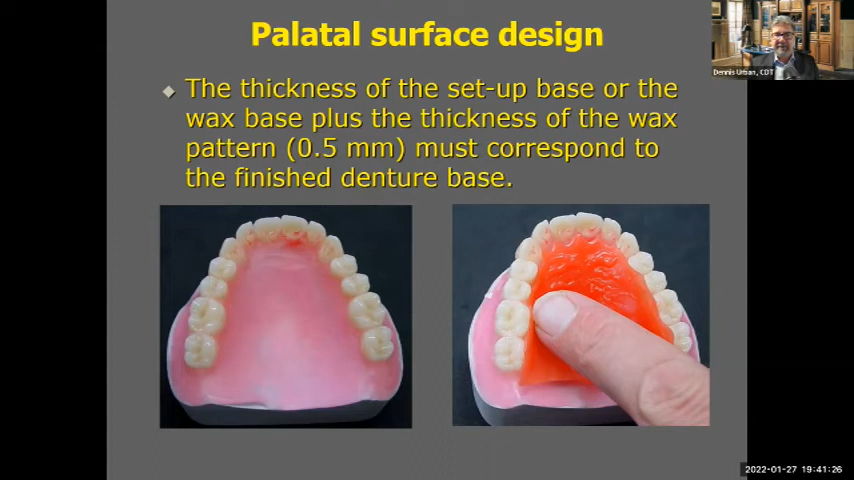 Palatal surface design
The thickness of the set-up base or the
wax base plus the thickness of the wax
pattern (0.5 mm) must correspond to
the finished denture base.
Dennis Urban, CDT
2022-01-27 19:41:26